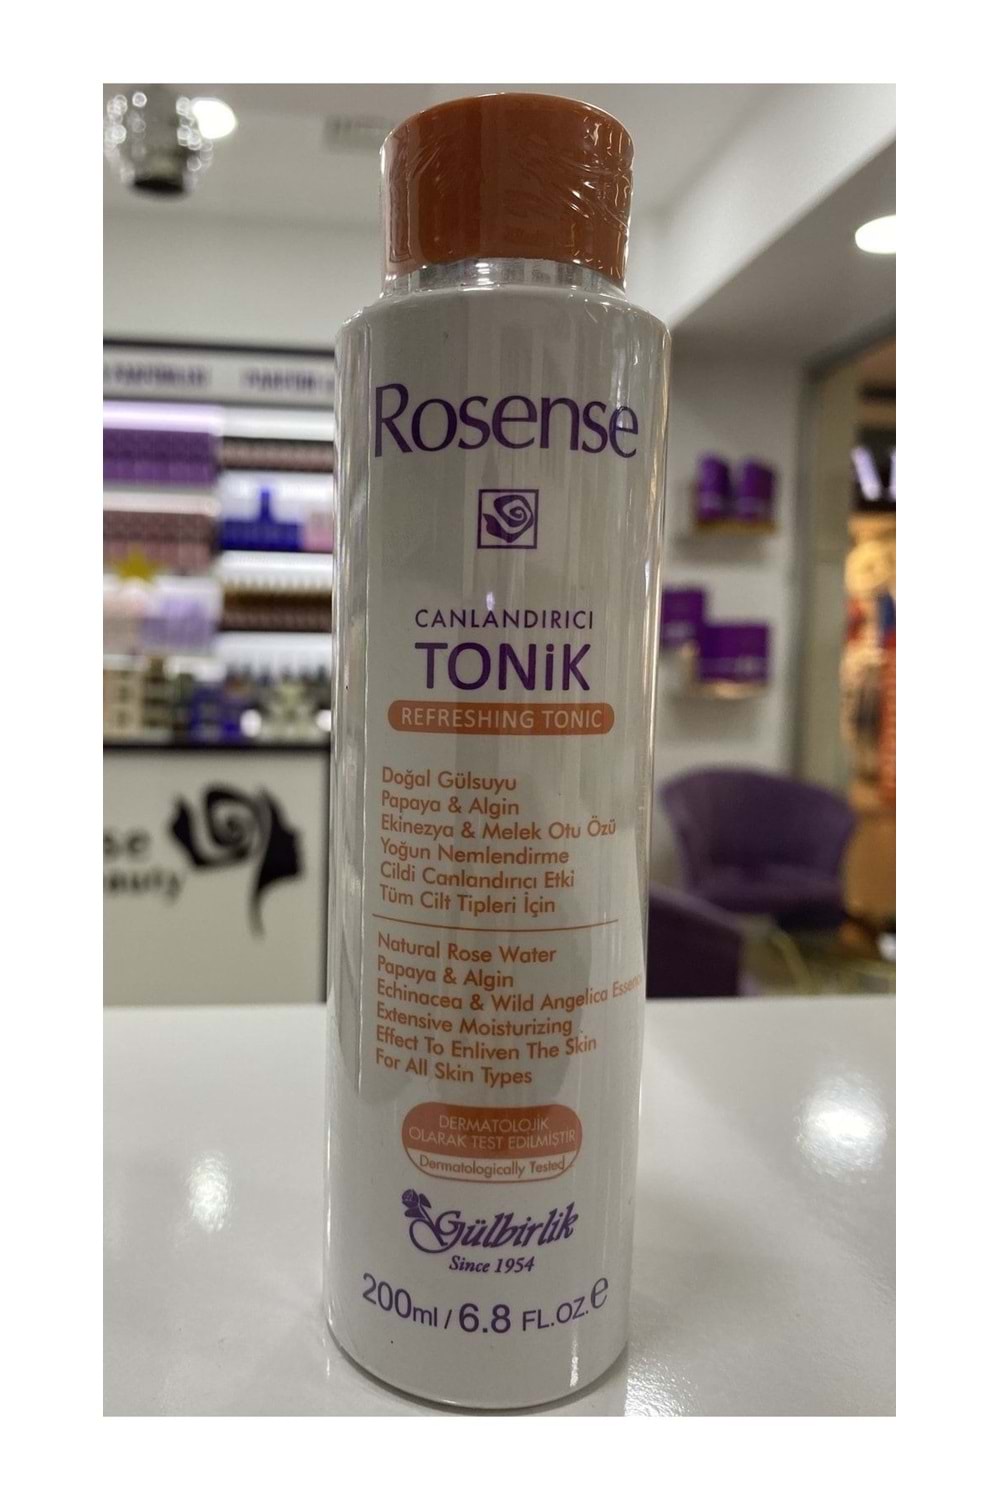 Rosense
CANLANDIRICI
TONiK
REFRESHING TONIC
Doğal Gülsuyu
Papaya & Algin
Ekinezya & Melek Otu Özü
Yoğun Nemlendirme
Cildi Canlandırıcı Etki
Tüm Cilt Tipleri İçin
Natural Rose Water
Papaya & Algin
Echinacea & Wild Angelica Essence
Extensive Moisturizing
Effect To Enliven The Skin
For All Skin Types
DERMATOLOJİK
OLARAK TEST EDİLMİŞTİR
Dermatologically Tested
Gülbirlik
Since 1954
200ml / 6.8 FL.OZ. e